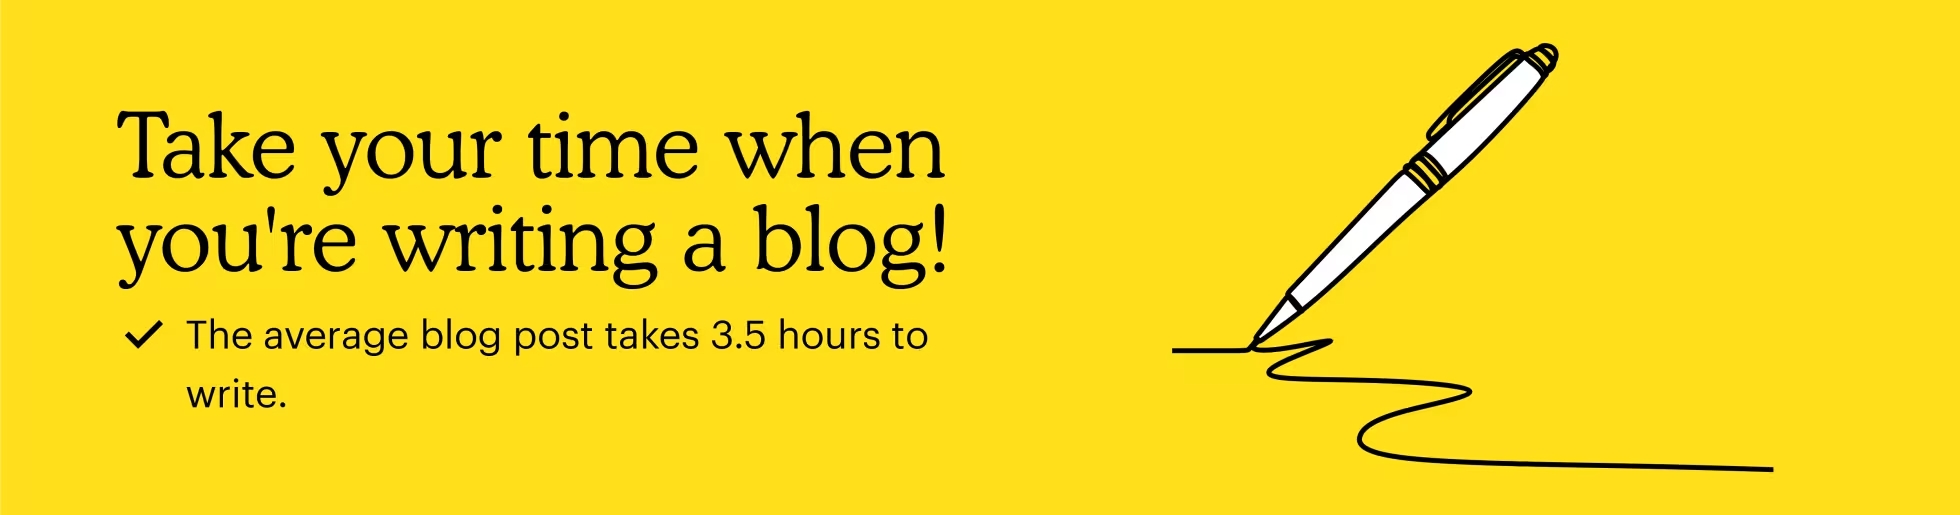 Take your time when
you're writing a blog!
The average blog post takes 3.5 hours to
write.